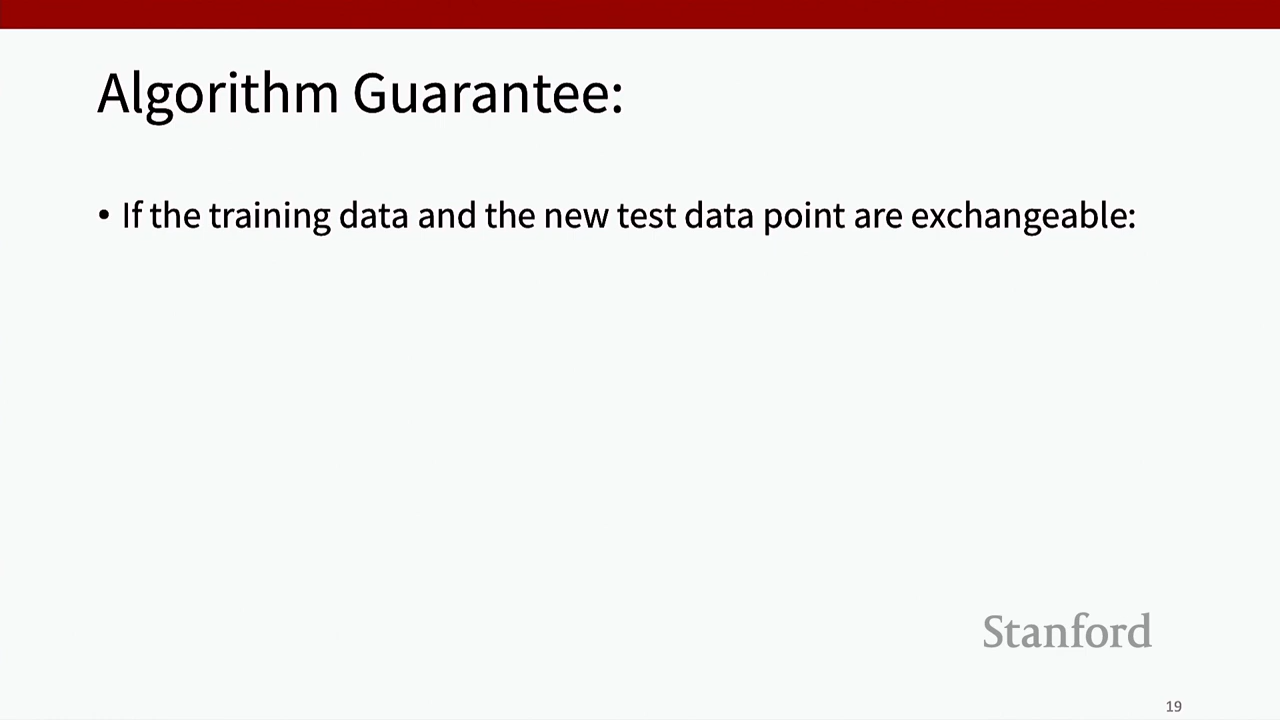 Algorithm Guarantee:
• If the training data and the new test data point are exchangeable:
Stanford
19